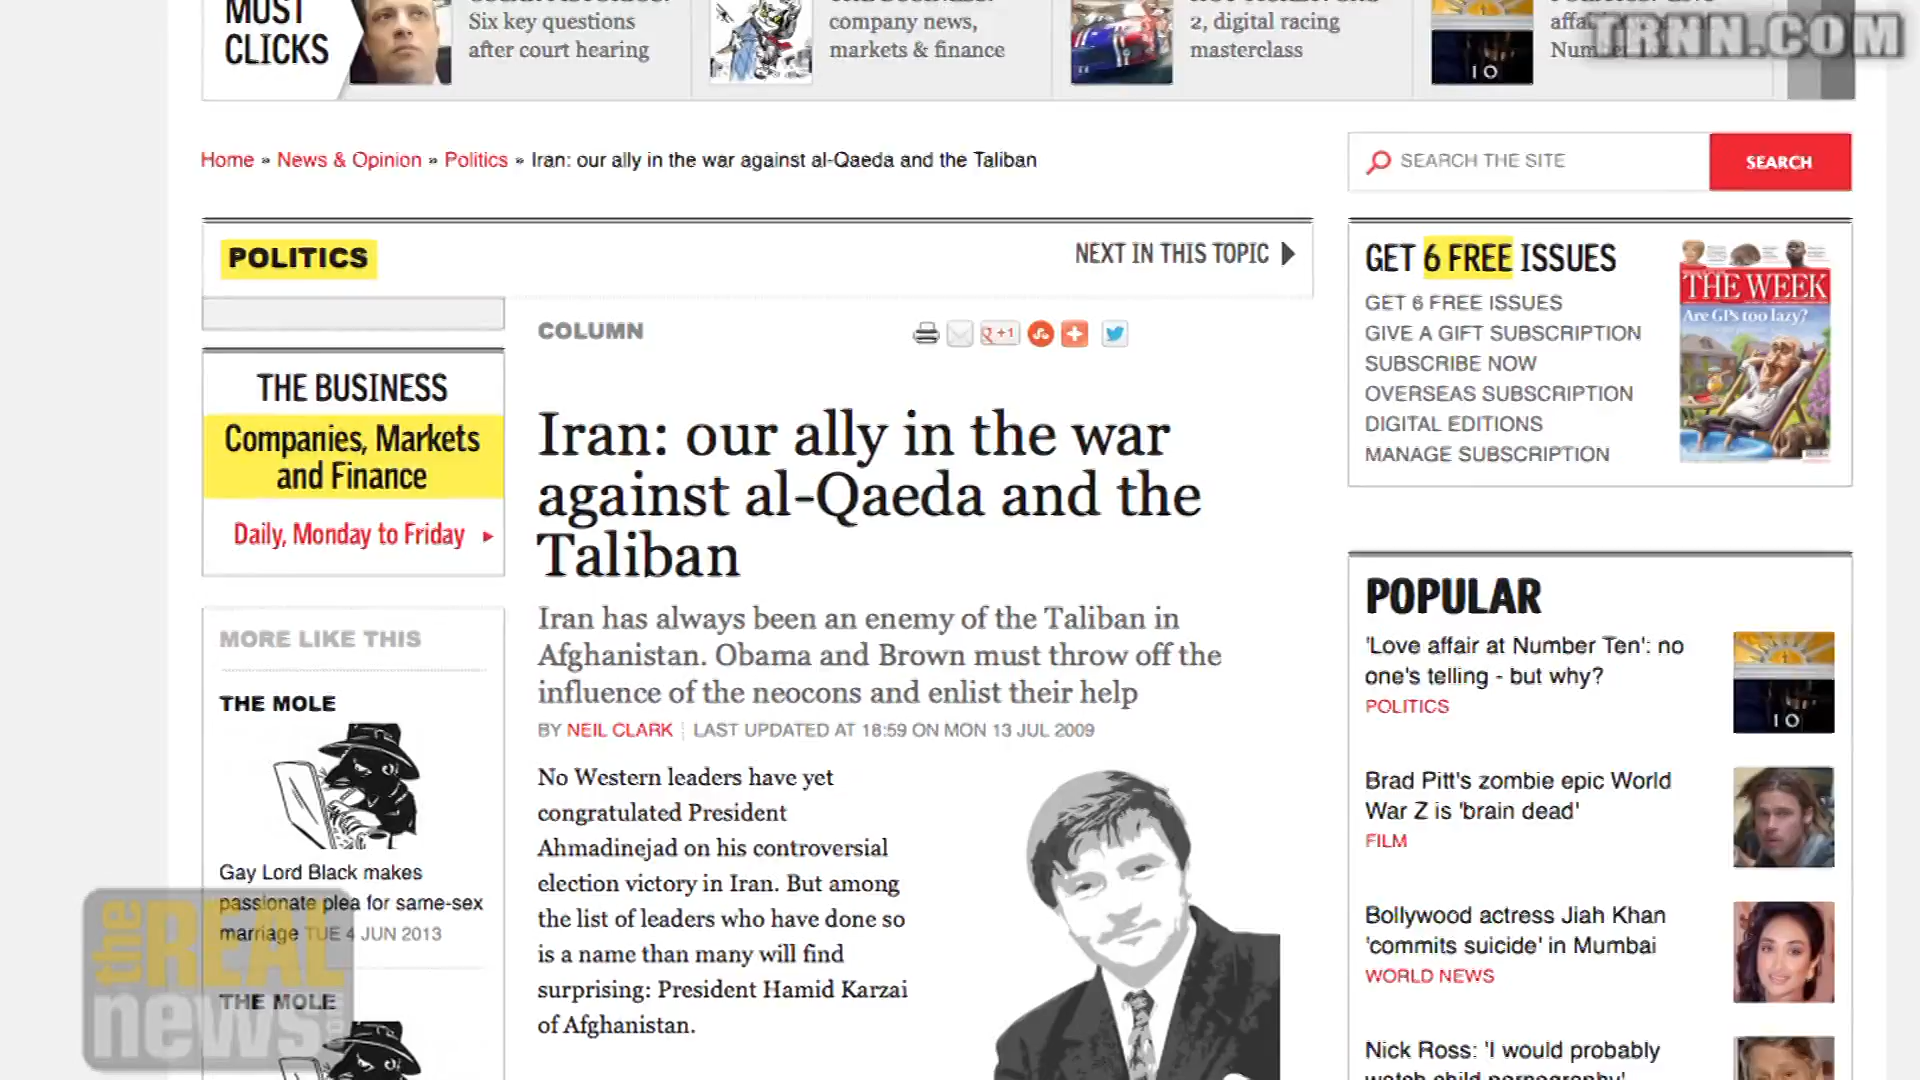 MUST
CLICKS
Six key questions
after court hearing
company news,
markets & finance
2, digital racing
masterclass
TRNN.COM
Home » News & Opinion » Politics » Iran: our ally in the war against al-Qaeda and the Taliban
SEARCH THE SITE
SEARCH
POLITICS
NEXT IN THIS TOPIC
THE BUSINESS
Companies, Markets
and Finance
Daily, Monday to Friday
MORE LIKE THIS
THE MOLE
Gay Lord Black makes
passionate plea for same-sex
marriage TUE 4 JUN 2013
THE MOLE
the REAL
news
COLUMN
g+1
Iran: our ally in the war
against al-Qaeda and the
Taliban
Iran has always been an enemy of the Taliban in
Afghanistan. Obama and Brown must throw off the
influence of the neocons and enlist their help
BY NEIL CLARK LAST UPDATED AT 18:59 ON MON 13 JUL 2009
No Western leaders have yet
congratulated President
Ahmadinejad on his controversial
election victory in Iran. But among
the list of leaders who have done so
is a name than many will find
surprising: President Hamid Karzai
of Afghanistan.
GET 6 FREE ISSUES
GET 6 FREE ISSUES
GIVE A GIFT SUBSCRIPTION
SUBSCRIBE NOW
OVERSEAS SUBSCRIPTION
DIGITAL EDITIONS
MANAGE SUBSCRIPTION
THE WEEK
Are GPs too lazy?
POPULAR
'Love affair at Number Ten': no
one's telling - but why?
POLITICS
10
Brad Pitt's zombie epic World
War Z is 'brain dead'
FILM
Bollywood actress Jiah Khan
'commits suicide' in Mumbai
WORLD NEWS
Nick Ross: 'I would probably
watch child pornography'